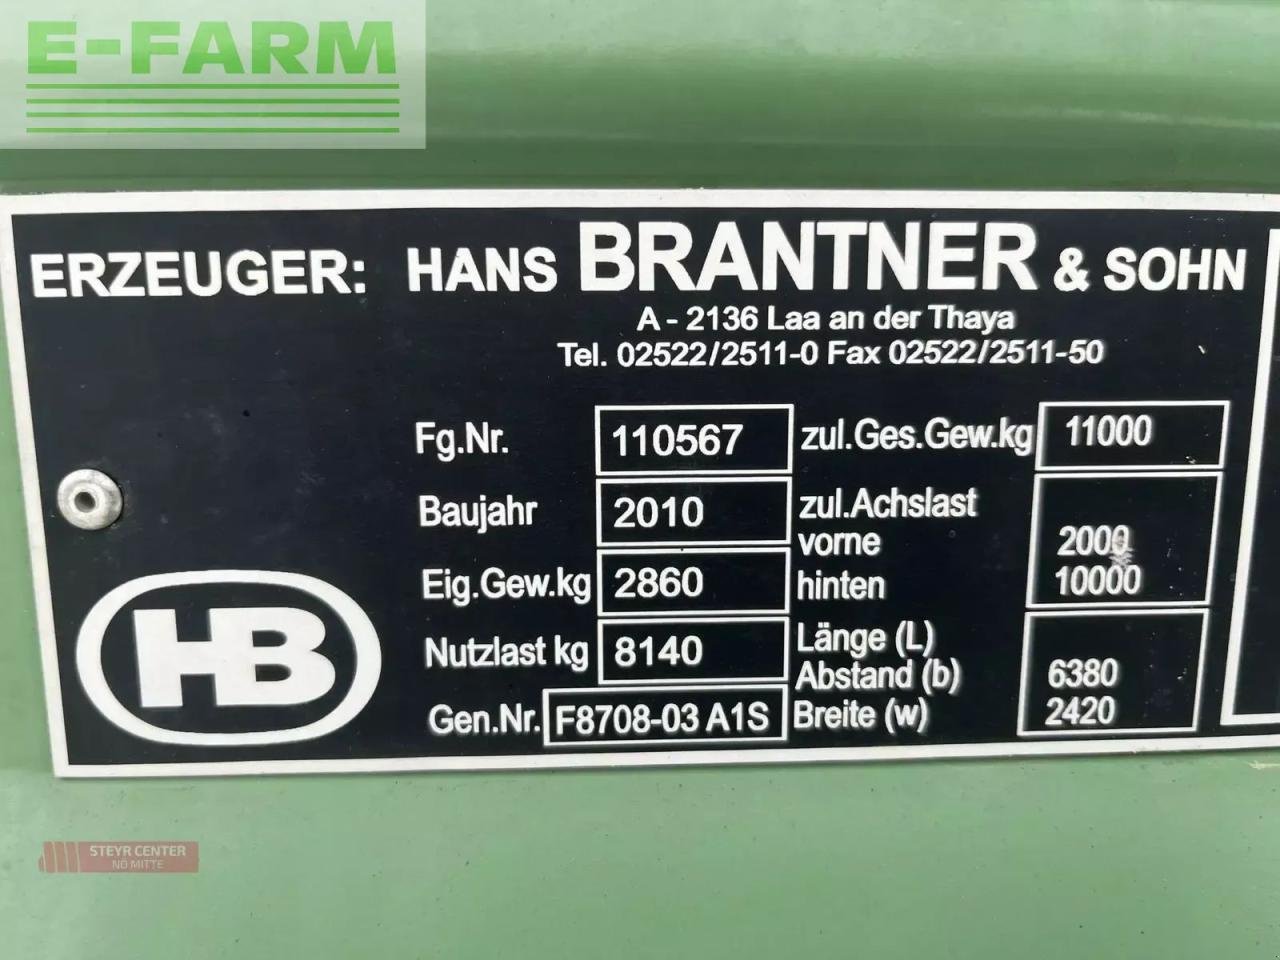 E-FARM
ERZEUGER: HANS BRANTNER & SOHN
A - 2136 Laa an der Thaya
Tel. 02522/2511-0 Fax 02522/2511-50
Fg.Nr. 110567 zul.Ges.Gew.kg 11000
Baujahr 2010 zul.Achslast
vorne 2000
Eig.Gew.kg 2860 hinten 10000
Nutzlast kg 8140 Länge (L)
Abstand (b) 6380
Gen.Nr. F8708-03 A1S Breite (w) 2420
HB
STEYR CENTER
NÖ MITTE